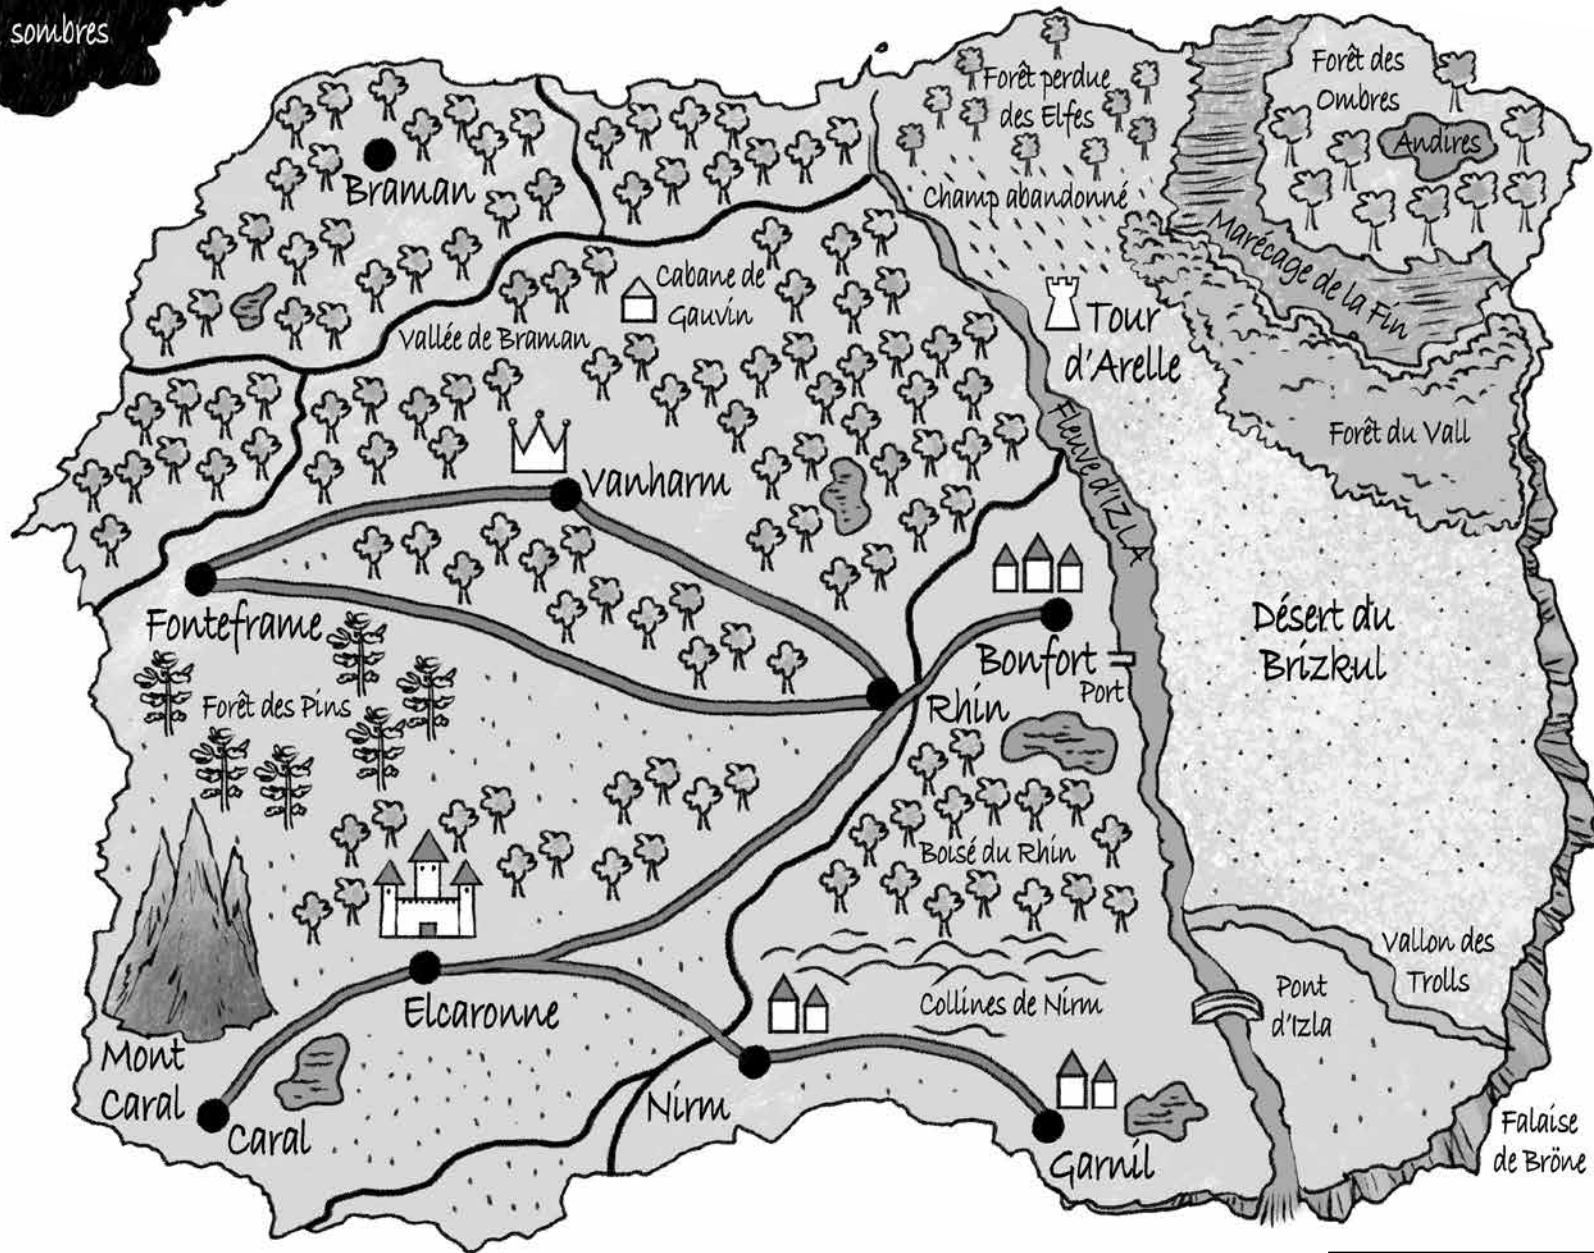 sombres
Forêt perdue
des Elfes
Forêt des
Ombres
Andires
Braman
Champ abandonné
Marécage de la Fin
Cabane de
Gauvin
Vallée de Braman
Tour
d'Arelle
Fleuve d'IZLA
Forêt du Vall
Vanharm
Fonteframe
Désert du
Brizkul
Bonfort
Port
Rhin
Forêt des Pins
Boisé du Rhin
Vallon des
Trolls
Elcaronne
Collines de Nirm
Pont
d'Izla
Mont
Caral
Caral
Nirm
Garnil
Falaise
de Bröne